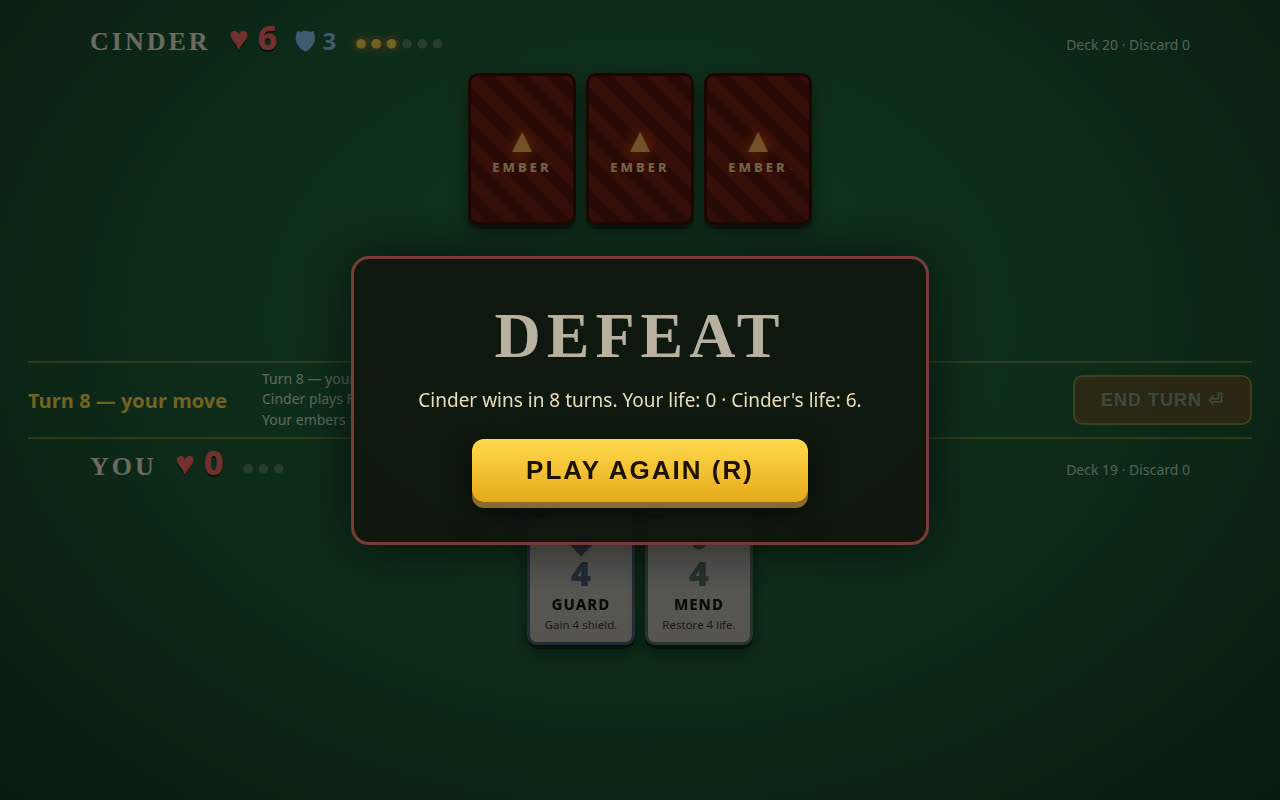 CINDER ♥ 6 3
Deck 20 · Discard 0
▲
EMBER
▲
EMBER
▲
EMBER
DEFEAT
Cinder wins in 8 turns. Your life: 0 · Cinder's life: 6.
PLAY AGAIN (R)
Turn 8 — your move
Turn 8 — your
Cinder plays
Your embers
END TURN ⏎
YOU ♥ 0
Deck 19 · Discard 0
4
GUARD
Gain 4 shield.
4
MEND
Restore 4 life.